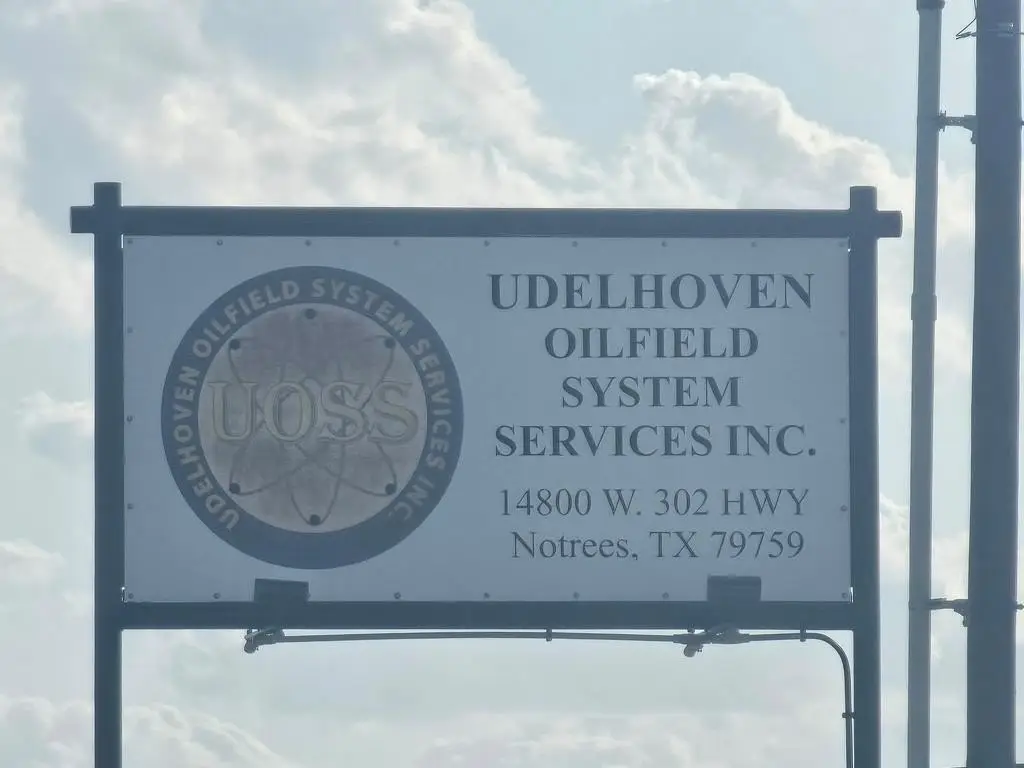 UDELHOVEN OILFIELD SYSTEM SERVICES INC.
UOSS
UDELHOVEN
OILFIELD
SYSTEM
SERVICES INC.
14800 W. 302 HWY
Notrees, TX 79759